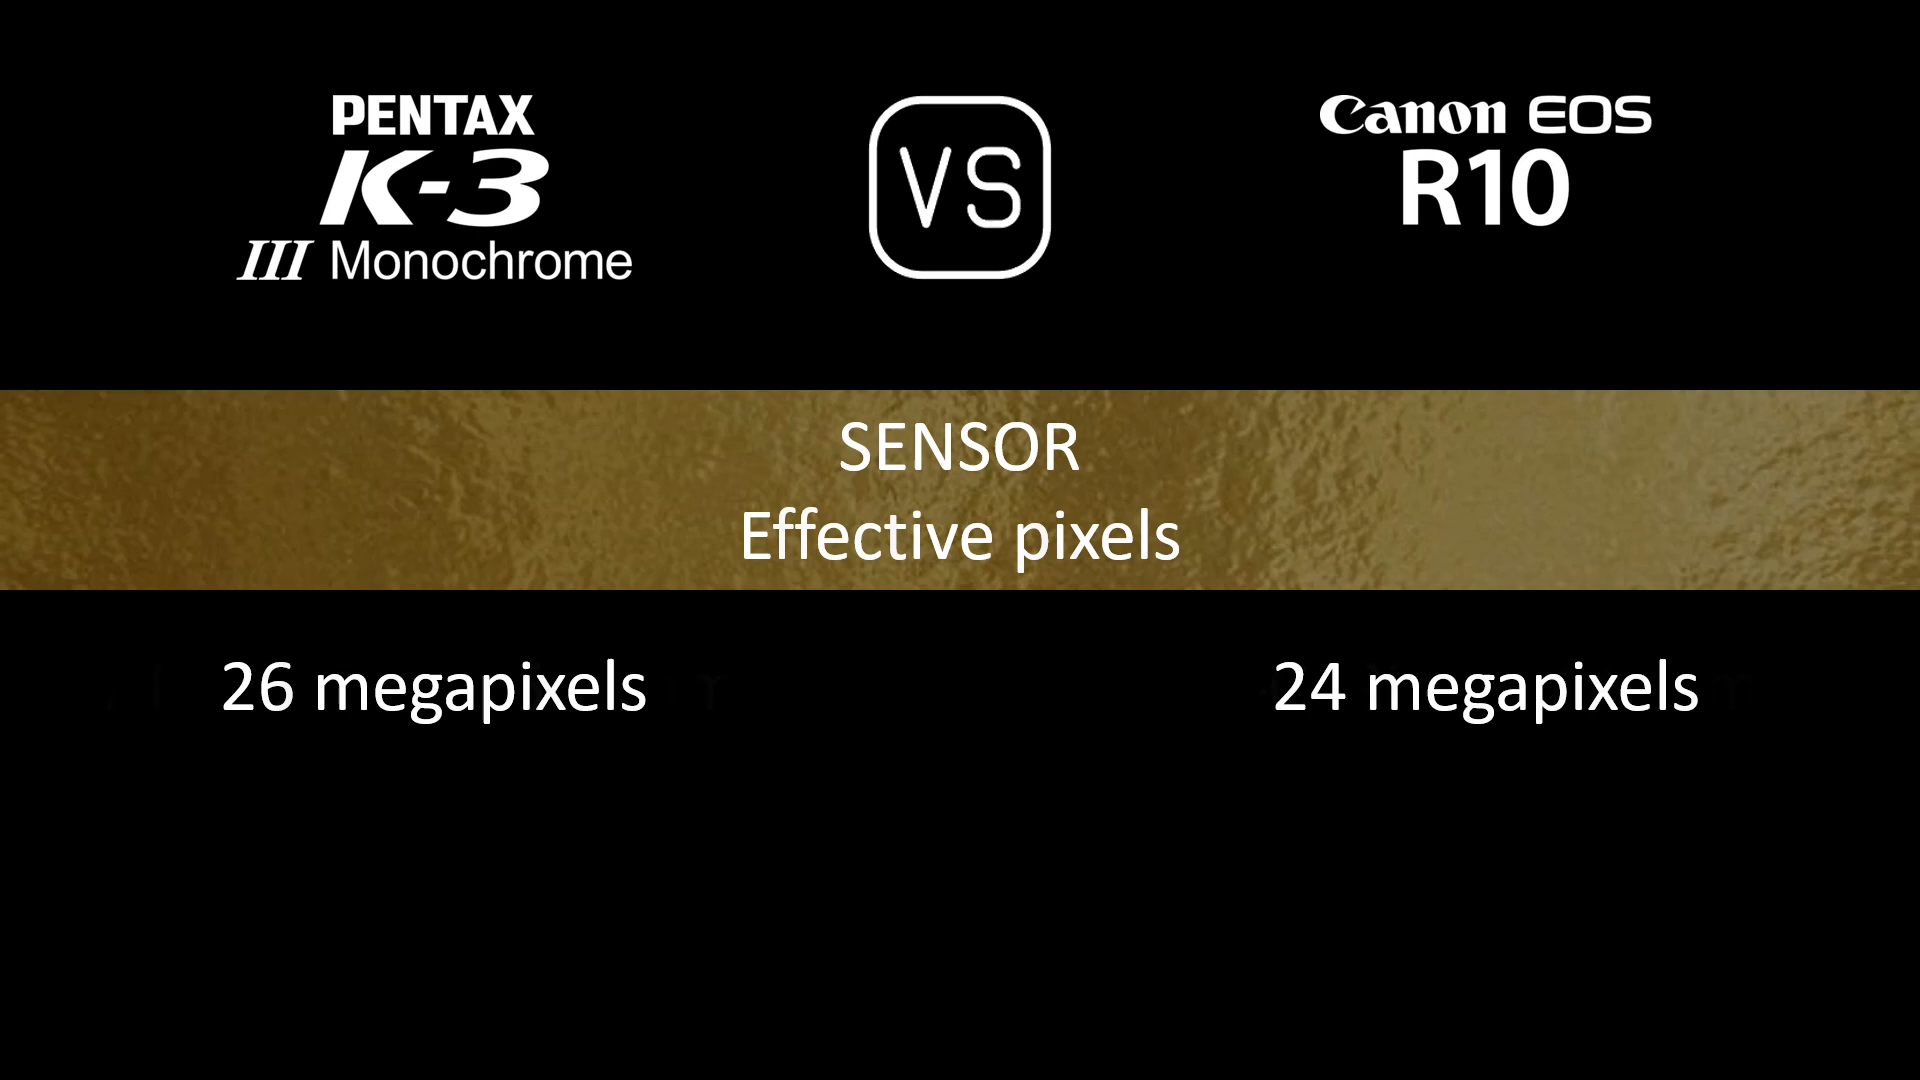 PENTAX
K-3
III Monochrome
VS
Canon EOS
R10
SENSOR
Effective pixels
26 megapixels
24 megapixels